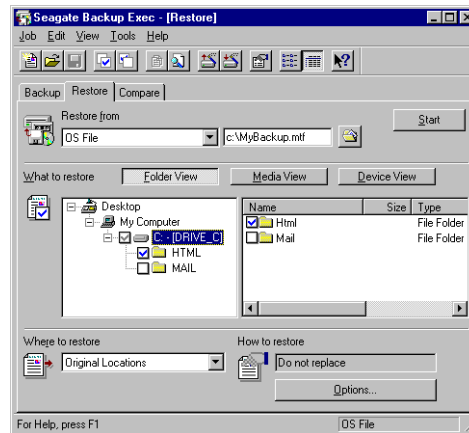 Seagate Backup Exec - [Restore]
Job Edit View Tools Help
Backup Restore Compare
Restore from
OS File c:\MyBackup.mtf Start
What to restore Folder View Media View Device View
Desktop
My Computer
C: - [DRIVE_C]
HTML
MAIL
Name Size Type
Html File Folder
Mail File Folder
Where to restore How to restore
Original Locations Do not replace
Options...
For Help, press F1 OS File